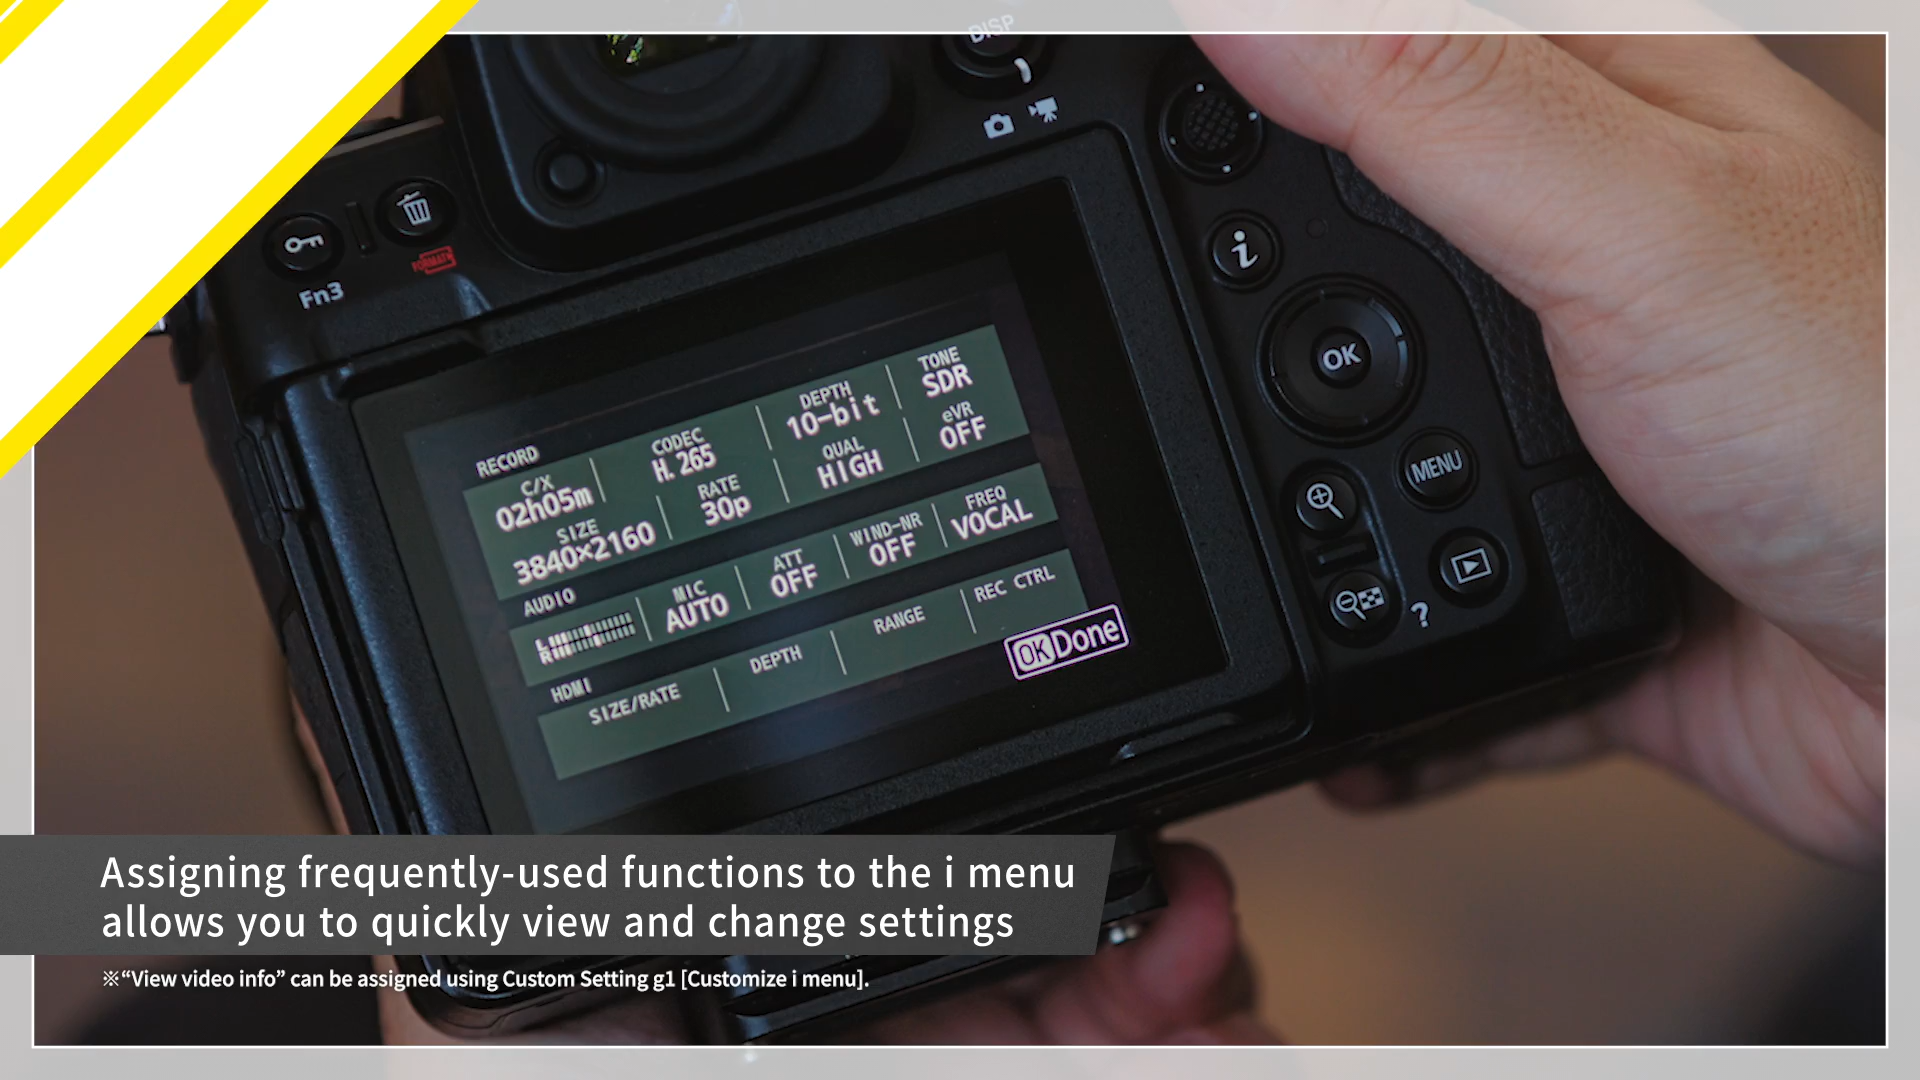 DISP
Fn3
FORMAT
i
OK
MENU
?
RECORD
C/X CODEC DEPTH TONE
02h05m H.265 10-bit SDR
SIZE RATE QUAL eVR
3840×2160 30p HIGH OFF
AUDIO
MIC ATT WIND-NR FREQ
L R AUTO OFF OFF VOCAL
HDMI
SIZE/RATE DEPTH RANGE REC CTRL
OK Done
Assigning frequently-used functions to the i menu
allows you to quickly view and change settings
※“View video info” can be assigned using Custom Setting g1 [Customize i menu].